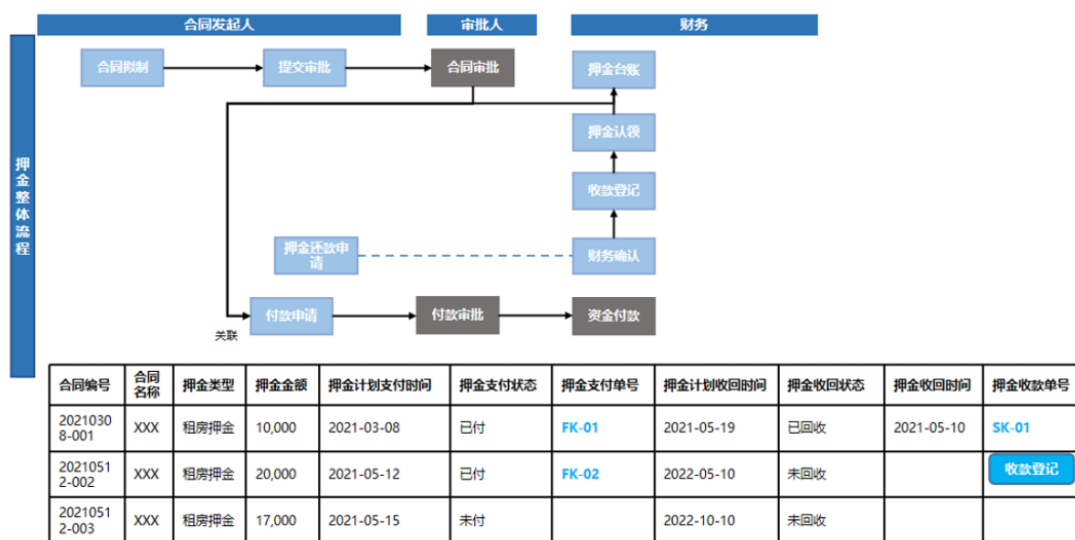 合同发起人
审批人
财务
押金整体流程
合同拟制
提交审批
合同审批
押金台账
押金认领
收款登记
押金还款申
请
财务确认
付款申请
付款审批
资金付款
关联
合同编号 合同名称 押金类型 押金金额 押金计划支付时间 押金支付状态 押金支付单号 押金计划收回时间 押金收回状态 押金收回时间 押金收款单号
20210308-001 XXX 租房押金 10,000 2021-03-08 已付 FK-01 2021-05-19 已回收 2021-05-10 SK-01
20210512-002 XXX 租房押金 20,000 2021-05-12 已付 FK-02 2022-05-10 未回收 收款登记
20210512-003 XXX 租房押金 17,000 2021-05-15 未付 2022-10-10 未回收